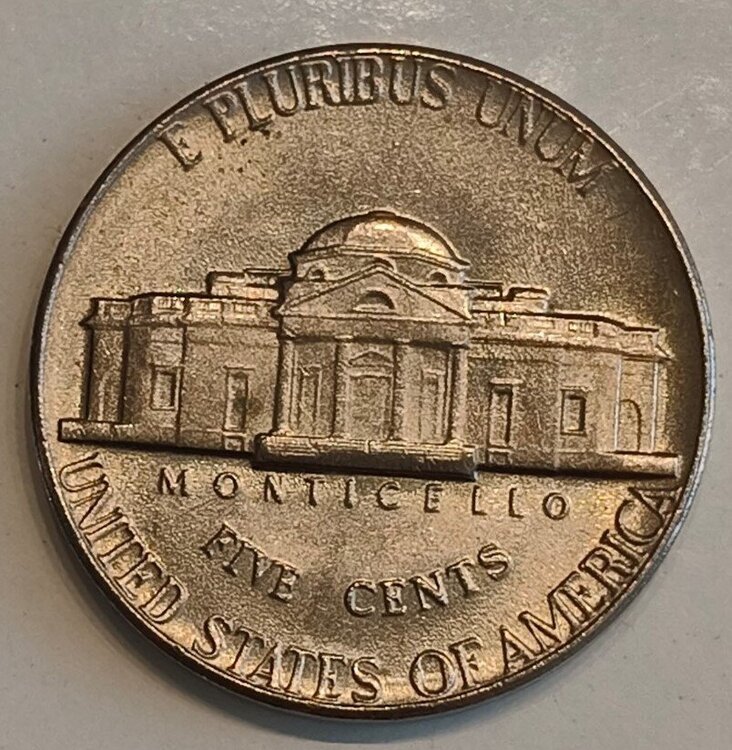 E PLURIBUS UNUM
MONTICELLO
FIVE CENTS
UNITED STATES OF AMERICA